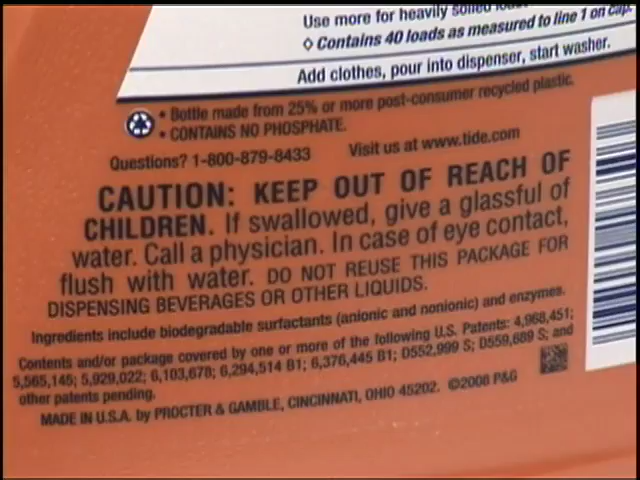 Use more for heavily soiled loads.
◊ Contains 40 loads as measured to line 1 on cap.
Add clothes, pour into dispenser, start washer.
• Bottle made from 25% or more post-consumer recycled plastic.
• CONTAINS NO PHOSPHATE.
Questions? 1-800-879-8433 Visit us at www.tide.com
CAUTION: KEEP OUT OF REACH OF
CHILDREN. If swallowed, give a glassful of
water. Call a physician. In case of eye contact,
flush with water. DO NOT REUSE THIS PACKAGE FOR
DISPENSING BEVERAGES OR OTHER LIQUIDS.
Ingredients include biodegradable surfactants (anionic and nonionic) and enzymes.
Contents and/or package covered by one or more of the following U.S. Patents: 4,968,451;
5,565,145; 5,929,022; 6,103,678; 6,294,514 B1; 6,376,445 B1; D552,999 S; D559,689 S; and
other patents pending.
MADE IN U.S.A. by PROCTER & GAMBLE, CINCINNATI, OHIO 45202. ©2008 P&G